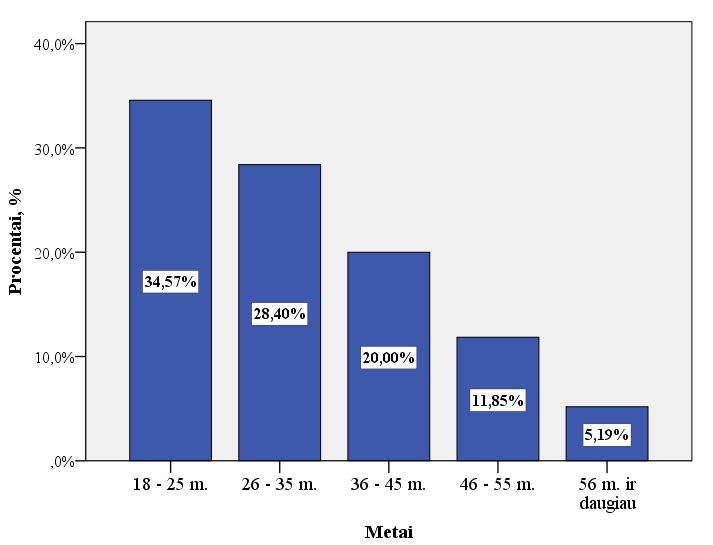 40,0%
30,0%
20,0%
10,0%
,0%
Procentai, %
34,57%
28,40%
20,00%
11,85%
5,19%
18 - 25 m.
26 - 35 m.
36 - 45 m.
46 - 55 m.
56 m. ir
daugiau
Metai